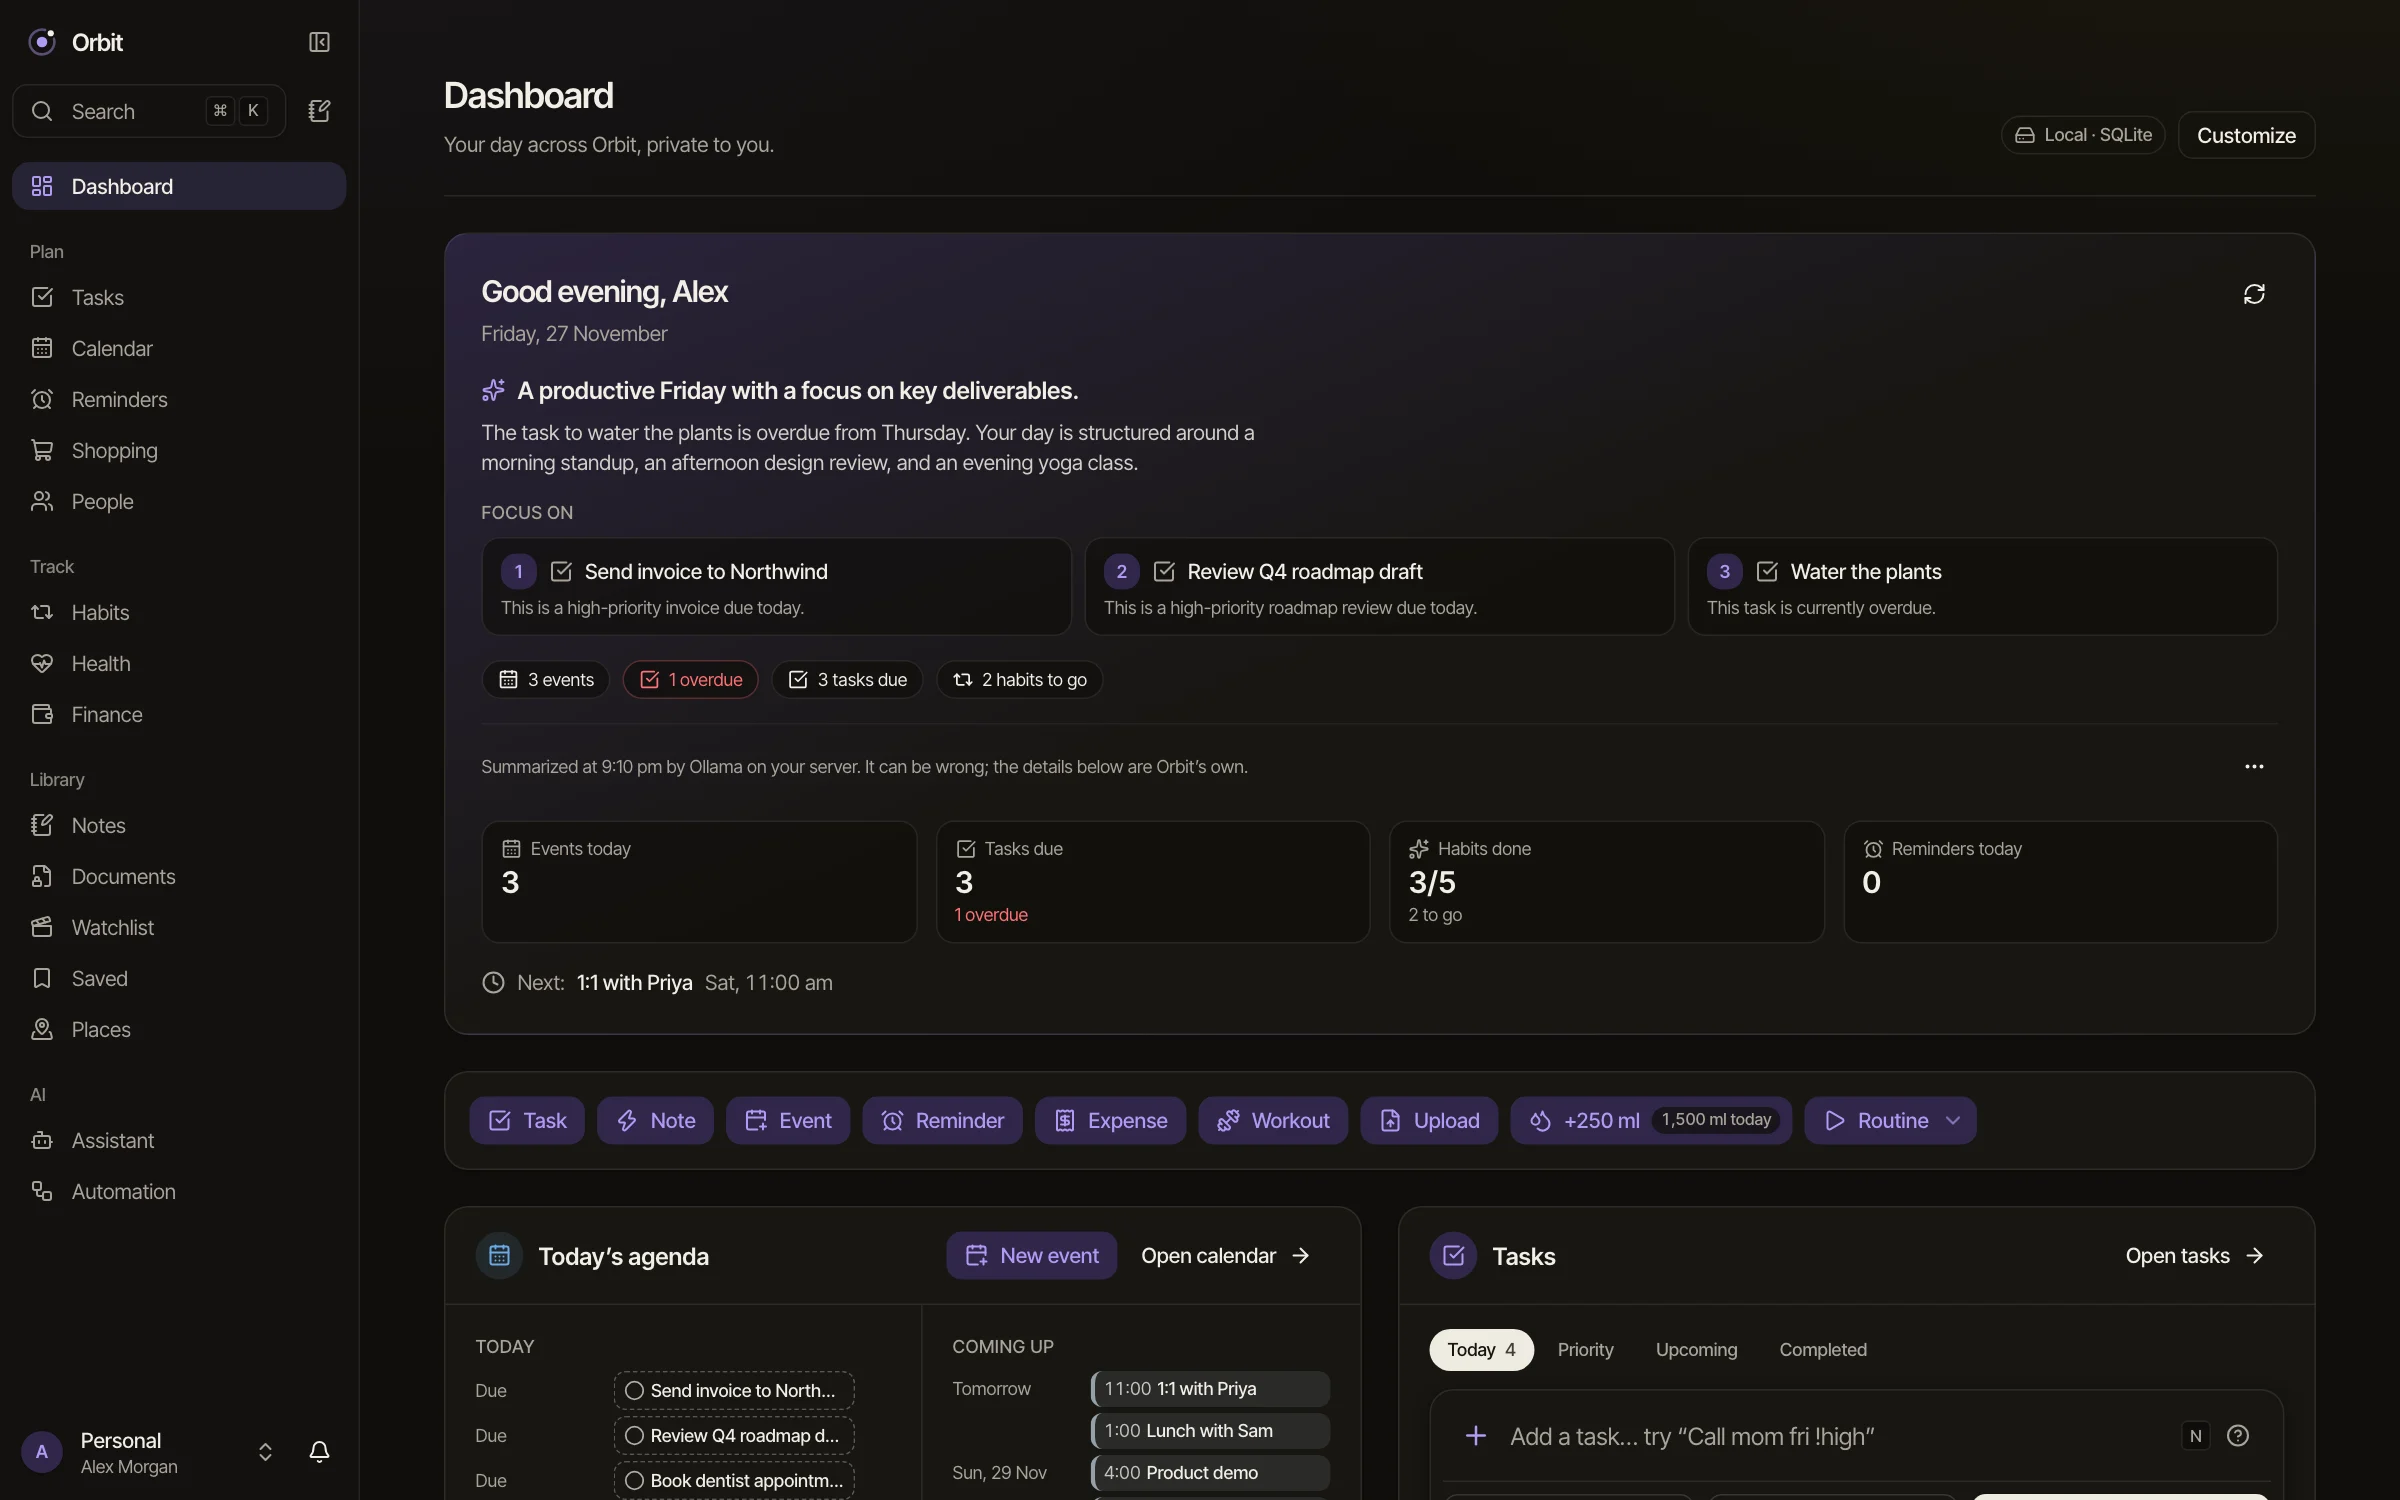 Orbit
Search ⌘ K
Dashboard
Plan
Tasks
Calendar
Reminders
Shopping
People
Track
Habits
Health
Finance
Library
Notes
Documents
Watchlist
Saved
Places
AI
Assistant
Automation
A
Personal
Alex Morgan
Dashboard
Your day across Orbit, private to you.
Local · SQLite
Customize
Good evening, Alex
Friday, 27 November
A productive Friday with a focus on key deliverables.
The task to water the plants is overdue from Thursday. Your day is structured around a
morning standup, an afternoon design review, and an evening yoga class.
FOCUS ON
1 Send invoice to Northwind
This is a high-priority invoice due today.
2 Review Q4 roadmap draft
This is a high-priority roadmap review due today.
3 Water the plants
This task is currently overdue.
3 events
1 overdue
3 tasks due
2 habits to go
Summarized at 9:10 pm by Ollama on your server. It can be wrong; the details below are Orbit’s own.
Events today
3
Tasks due
3
1 overdue
Habits done
3/5
2 to go
Reminders today
0
Next: 1:1 with Priya Sat, 11:00 am
Task
Note
Event
Reminder
Expense
Workout
Upload
+250 ml 1,500 ml today
Routine
Today’s agenda
New event
Open calendar
TODAY
Due Send invoice to North...
Due Review Q4 roadmap d...
Due Book dentist appointm...
COMING UP
Tomorrow 11:00 1:1 with Priya
1:00 Lunch with Sam
Sun, 29 Nov 4:00 Product demo
Tasks
Open tasks
Today 4
Priority
Upcoming
Completed
Add a task... try “Call mom fri !high”
N